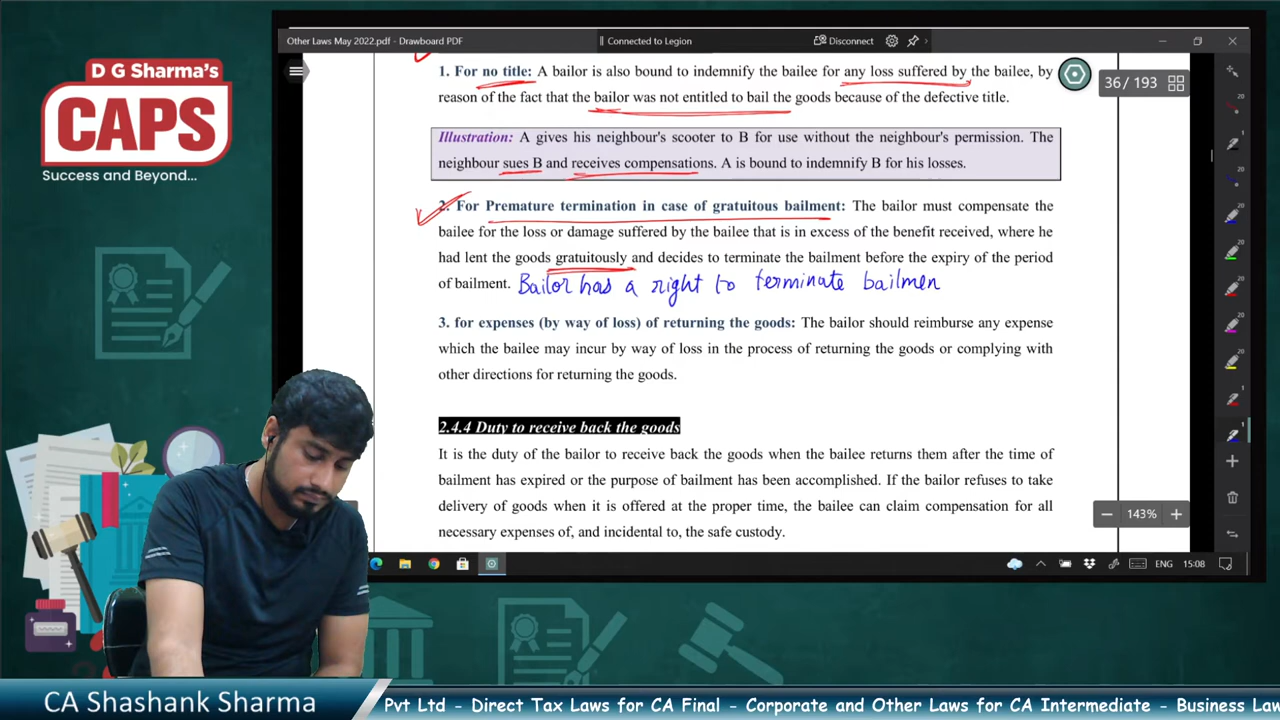 Other Laws May 2022.pdf - Drawboard PDF
Connected to Legion
Disconnect
D G Sharma's
CAPS
Success and Beyond...
36 / 193
1. For no title: A bailor is also bound to indemnify the bailee for any loss suffered by the bailee, by
reason of the fact that the bailor was not entitled to bail the goods because of the defective title.
Illustration: A gives his neighbour's scooter to B for use without the neighbour's permission. The
neighbour sues B and receives compensations. A is bound to indemnify B for his losses.
2. For Premature termination in case of gratuitous bailment: The bailor must compensate the
bailee for the loss or damage suffered by the bailee that is in excess of the benefit received, where he
had lent the goods gratuitously and decides to terminate the bailment before the expiry of the period
of bailment. Bailor has a right to terminate bailmen
3. for expenses (by way of loss) of returning the goods: The bailor should reimburse any expense
which the bailee may incur by way of loss in the process of returning the goods or complying with
other directions for returning the goods.
2.4.4 Duty to receive back the goods
It is the duty of the bailor to receive back the goods when the bailee returns them after the time of
bailment has expired or the purpose of bailment has been accomplished. If the bailor refuses to take
delivery of goods when it is offered at the proper time, the bailee can claim compensation for all
necessary expenses of, and incidental to, the safe custody.
143%
ENG 15:08
CA Shashank Sharma
Pvt Ltd - Direct Tax Laws for CA Final - Corporate and Other Laws for CA Intermediate - Business Law